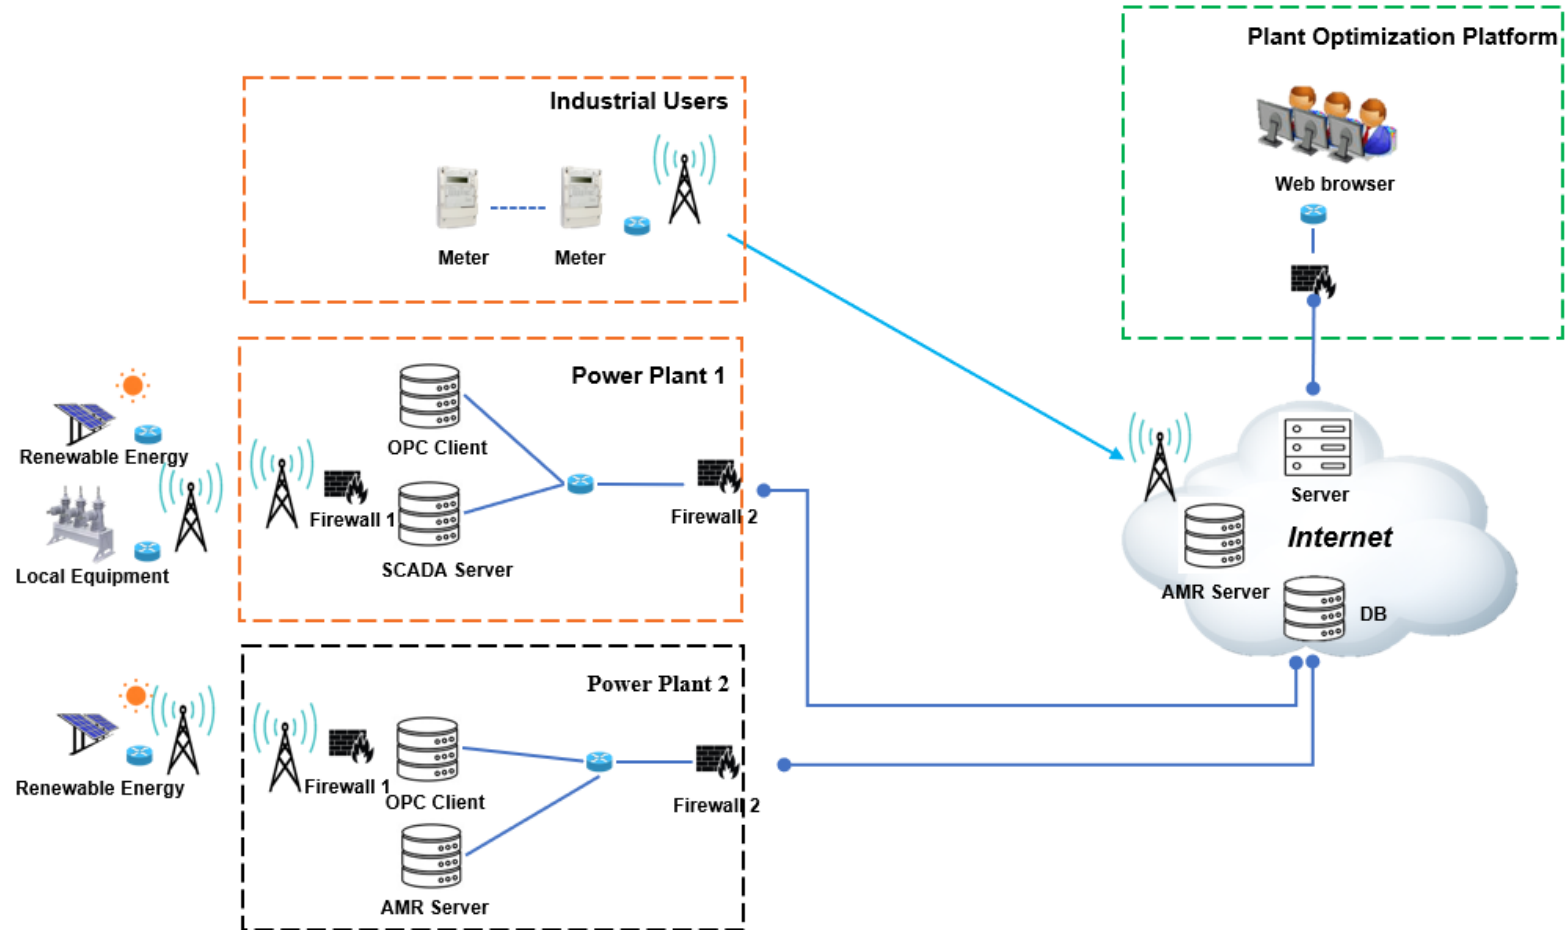 Plant Optimization Platform
Web browser
Industrial Users
Meter
Meter
Power Plant 1
OPC Client
Firewall 1
SCADA Server
Firewall 2
Renewable Energy
Local Equipment
Server
Internet
AMR Server
DB
Power Plant 2
Renewable Energy
Firewall 1
OPC Client
Firewall 2
AMR Server